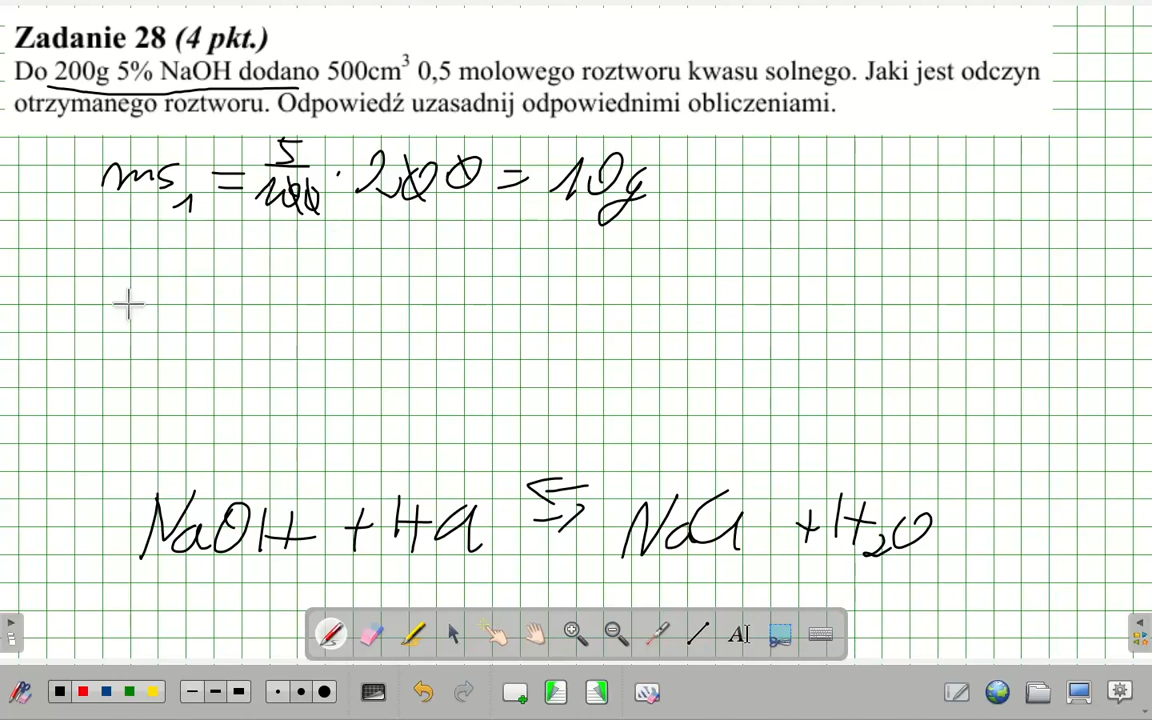 Zadanie 28 (4 pkt.)
Do 200g 5% NaOH dodano 500cm³ 0,5 molowego roztworu kwasu solnego. Jaki jest odczyn
otrzymanego roztworu. Odpowiedź uzasadnij odpowiednimi obliczeniami.
ms₁ = 5/100 · 200 = 10g
NaOH + HCl ⇆ NaCl + H₂O
A